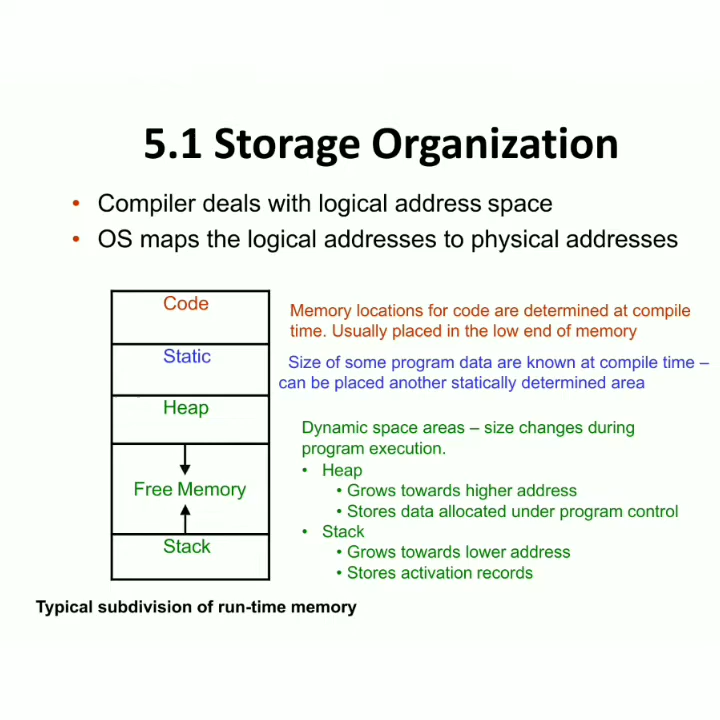 5.1 Storage Organization
• Compiler deals with logical address space
• OS maps the logical addresses to physical addresses
Code
Memory locations for code are determined at compile
time. Usually placed in the low end of memory
Static
Size of some program data are known at compile time –
can be placed another statically determined area
Heap
Dynamic space areas – size changes during
program execution.
• Heap
• Grows towards higher address
Free Memory
• Stores data allocated under program control
• Stack
Stack
• Grows towards lower address
• Stores activation records
Typical subdivision of run-time memory